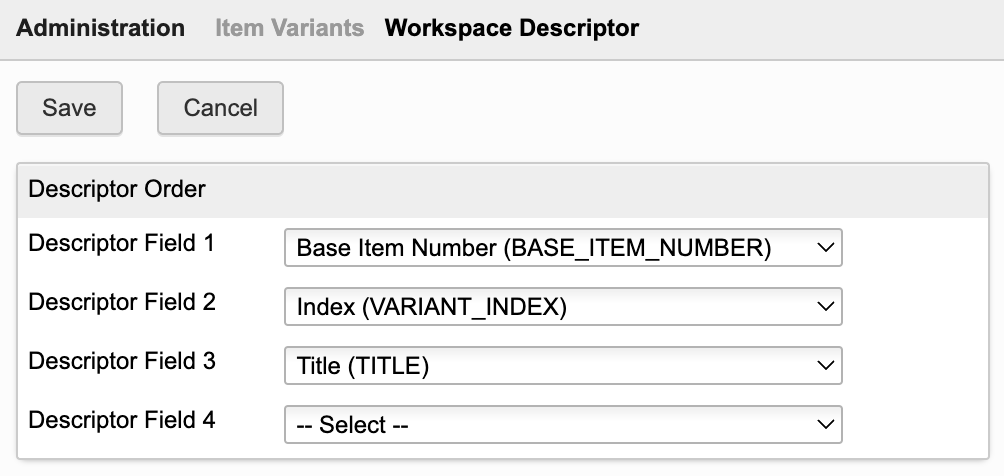 Administration Item Variants Workspace Descriptor
Save Cancel
Descriptor Order
Descriptor Field 1 Base Item Number (BASE_ITEM_NUMBER)
Descriptor Field 2 Index (VARIANT_INDEX)
Descriptor Field 3 Title (TITLE)
Descriptor Field 4 -- Select --